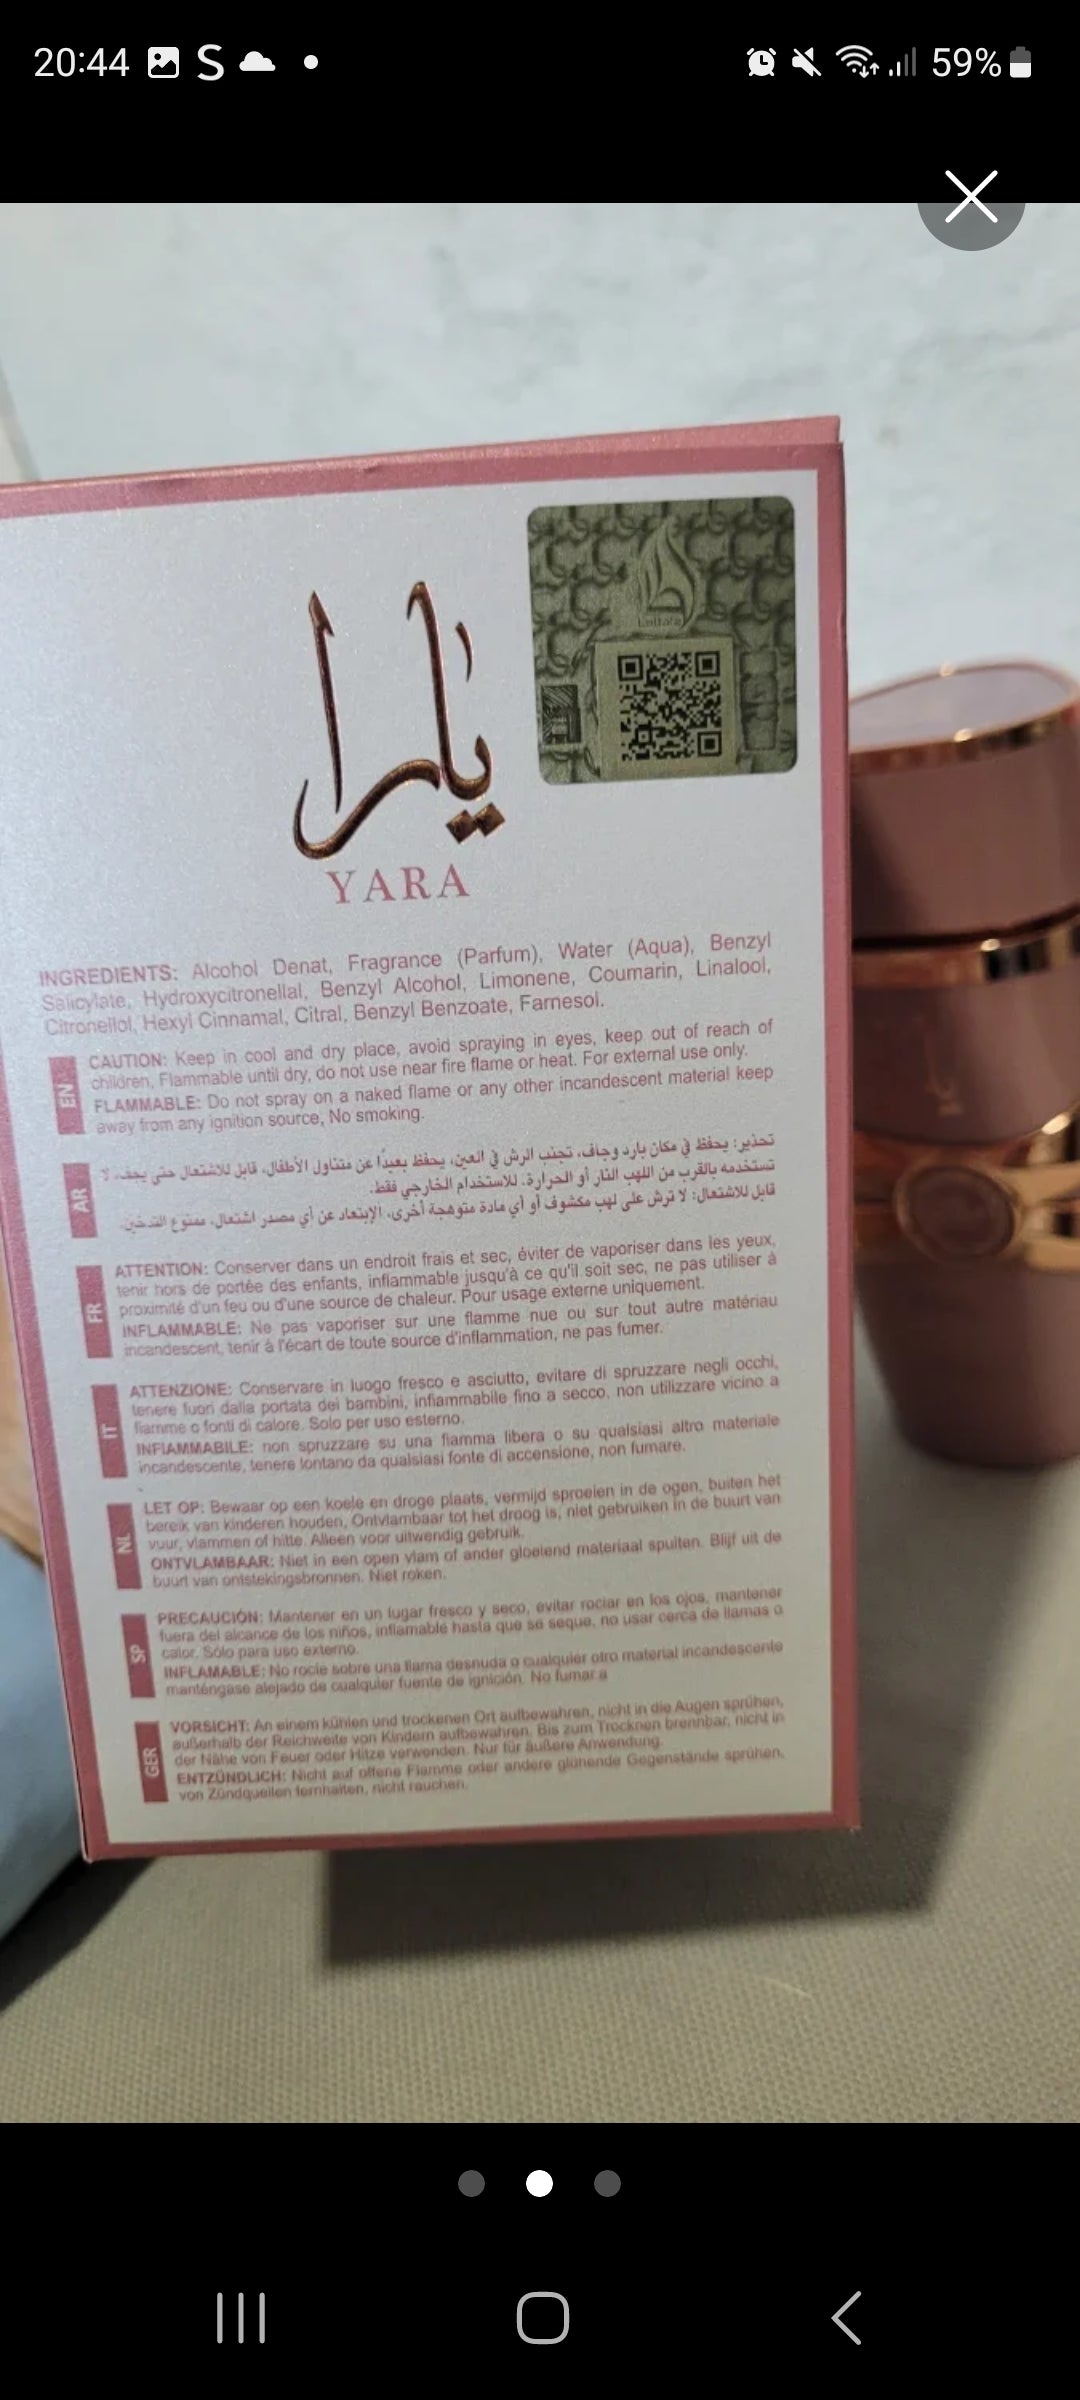 20:44
59%
Lattafa
يارا
YARA
INGREDIENTS: Alcohol Denat, Fragrance (Parfum), Water (Aqua), Benzyl
Salicylate, Hydroxycitronellal, Benzyl Alcohol, Limonene, Coumarin, Linalool,
Citronellol, Hexyl Cinnamal, Citral, Benzyl Benzoate, Farnesol.
EN
CAUTION: Keep in cool and dry place, avoid spraying in eyes, keep out of reach of
children, Flammable until dry, do not use near fire flame or heat. For external use only.
FLAMMABLE: Do not spray on a naked flame or any other incandescent material keep
away from any ignition source, No smoking.
AR
تحذير: يحفظ في مكان بارد وجاف، تجنب الرش في العين، يحفظ بعيدًا عن متناول الأطفال، قابل للاشتعال حتى يجف، لا
تستخدمه بالقرب من اللهب النار أو الحرارة. للاستخدام الخارجي فقط.
قابل للاشتعال: لا ترش على لهب مكشوف أو أي مادة متوهجة أخرى، الإبتعاد عن أي مصدر اشتعال، ممنوع التدخين.
FR
ATTENTION: Conserver dans un endroit frais et sec, éviter de vaporiser dans les yeux,
tenir hors de portée des enfants, inflammable jusqu'à ce qu'il soit sec, ne pas utiliser à
proximité d'un feu ou d'une source de chaleur. Pour usage externe uniquement.
INFLAMMABLE: Ne pas vaporiser sur une flamme nue ou sur tout autre matériau
incandescent, tenir à l'écart de toute source d'inflammation, ne pas fumer.
IT
ATTENZIONE: Conservare in luogo fresco e asciutto, evitare di spruzzare negli occhi,
tenere fuori dalla portata dei bambini, infiammabile fino a secco, non utilizzare vicino a
fiamme o fonti di calore. Solo per uso esterno.
INFIAMMABILE: non spruzzare su una fiamma libera o su qualsiasi altro materiale
incandescente, tenere lontano da qualsiasi fonte di accensione, non fumare.
NL
LET OP: Bewaar op een koele en droge plaats, vermijd sproeien in de ogen, buiten het
bereik van kinderen houden, Ontvlambaar tot het droog is, niet gebruiken in de buurt van
vuur, vlammen of hitte. Alleen voor uitwendig gebruik.
ONTVLAMBAAR: Niet in een open vlam of ander gloeiend materiaal spuiten. Blijf uit de
buurt van ontstekingsbronnen. Niet roken.
SP
PRECAUCIÓN: Mantener en un lugar fresco y seco, evitar rociar en los ojos, mantener
fuera del alcance de los niños, inflamable hasta que se seque, no usar cerca de llamas o
calor. Sólo para uso externo.
INFLAMABLE: No rocíe sobre una llama desnuda o cualquier otro material incandescente
manténgase alejado de cualquier fuente de ignición. No fumar a
GER
VORSICHT: An einem kühlen und trockenen Ort aufbewahren, nicht in die Augen sprühen,
außerhalb der Reichweite von Kindern aufbewahren. Bis zum Trocknen brennbar, nicht in
der Nähe von Feuer oder Hitze verwenden. Nur für äußere Anwendung.
ENTZÜNDLICH: Nicht auf offene Flamme oder andere glühende Gegenstände sprühen,
von Zündquellen fernhalten, nicht rauchen.